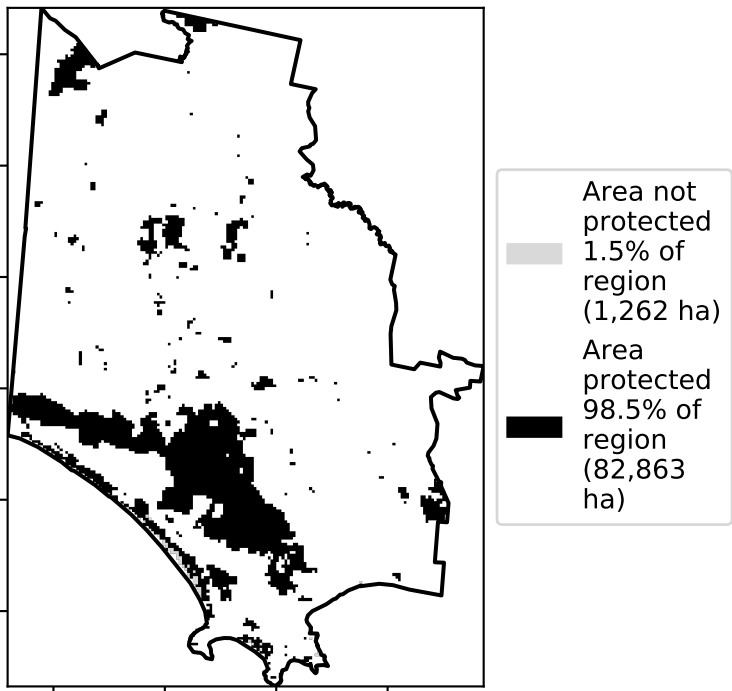 Area not
protected
1.5% of
region
(1,262 ha)
Area
protected
98.5% of
region
(82,863
ha)